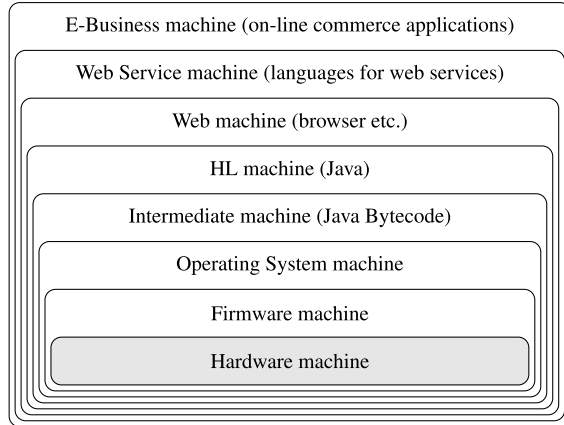 E-Business machine (on-line commerce applications)
Web Service machine (languages for web services)
Web machine (browser etc.)
HL machine (Java)
Intermediate machine (Java Bytecode)
Operating System machine
Firmware machine
Hardware machine